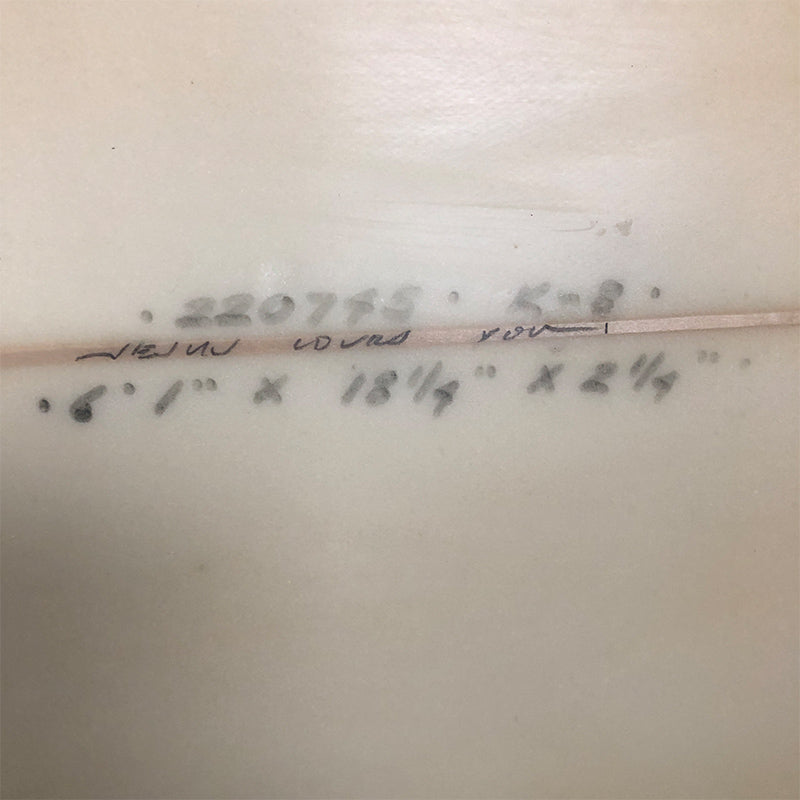 · 220745 · K-8 ·
JESUS LOVES YOU
· 6' 1" X 18 1/4" X 2 1/4" ·